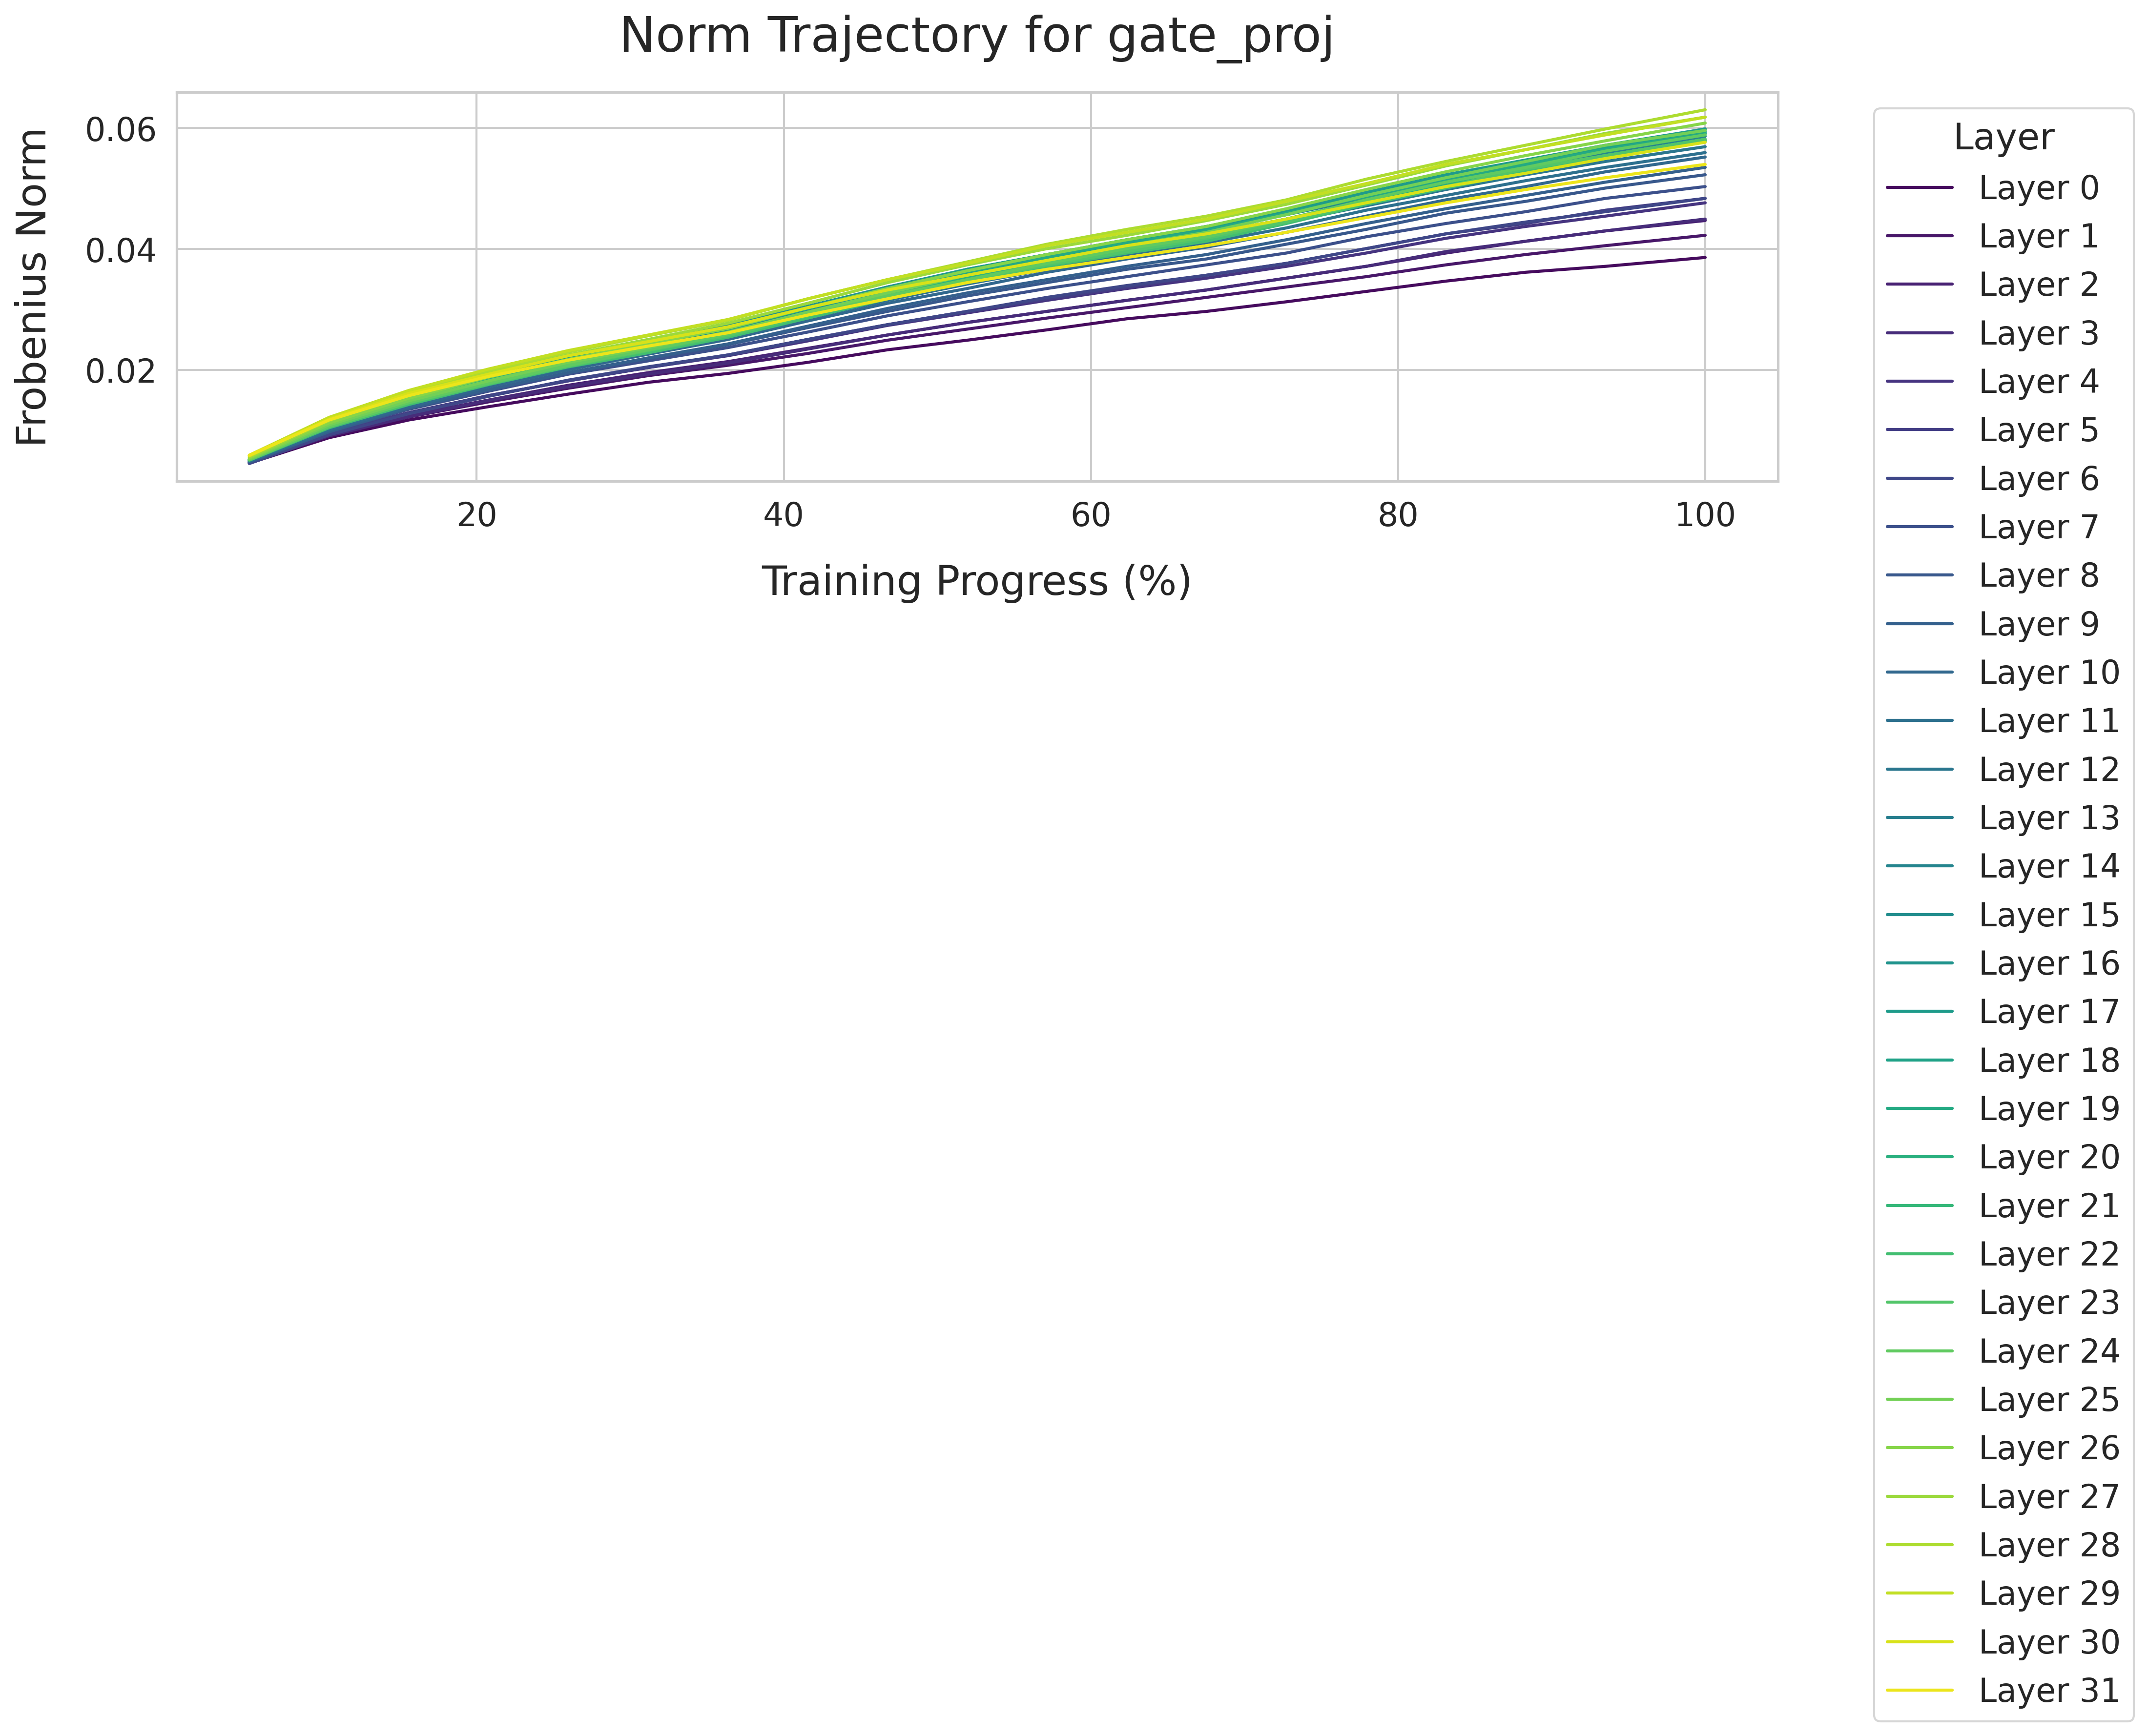 Norm Trajectory for gate_proj
Frobenius Norm
0.06
0.04
0.02
20 40 60 80 100
Training Progress (%)
Layer
Layer 0
Layer 1
Layer 2
Layer 3
Layer 4
Layer 5
Layer 6
Layer 7
Layer 8
Layer 9
Layer 10
Layer 11
Layer 12
Layer 13
Layer 14
Layer 15
Layer 16
Layer 17
Layer 18
Layer 19
Layer 20
Layer 21
Layer 22
Layer 23
Layer 24
Layer 25
Layer 26
Layer 27
Layer 28
Layer 29
Layer 30
Layer 31